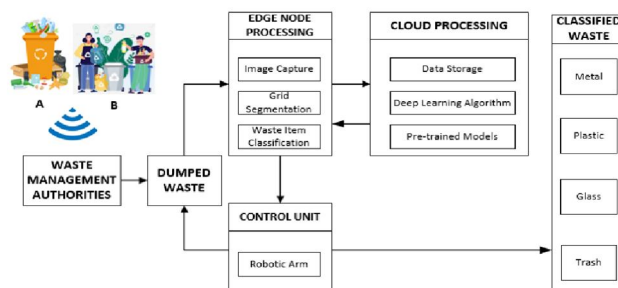 EDGE NODE
PROCESSING
Image Capture
Grid
Segmentation
Waste Item
Classification
CLOUD PROCESSING
Data Storage
Deep Learning Algorithm
Pre-trained Models
CLASSIFIED
WASTE
Metal
Plastic
Glass
Trash
A
B
WASTE
MANAGEMENT
AUTHORITIES
DUMPED
WASTE
CONTROL UNIT
Robotic Arm